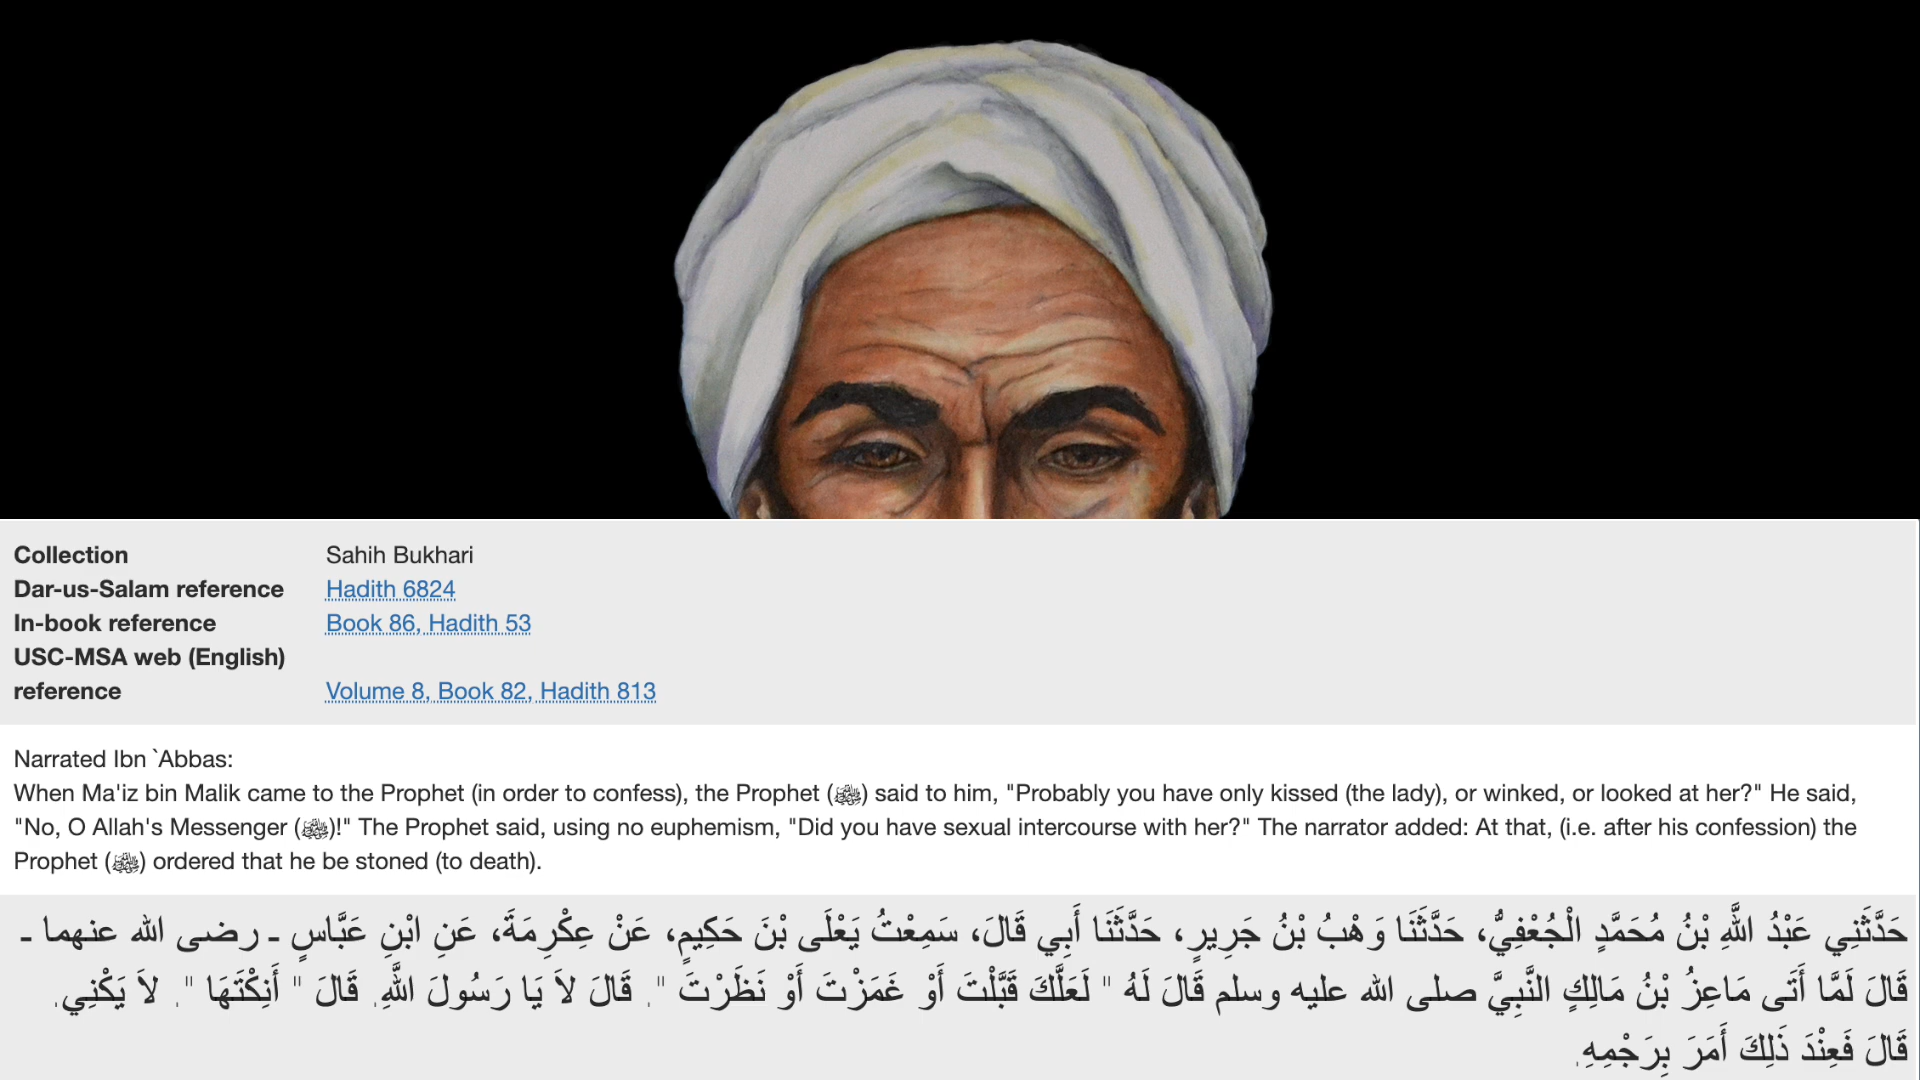 Collection Sahih Bukhari
Dar-us-Salam reference Hadith 6824
In-book reference Book 86, Hadith 53
USC-MSA web (English)
reference Volume 8, Book 82, Hadith 813
Narrated Ibn `Abbas:
When Ma'iz bin Malik came to the Prophet (in order to confess), the Prophet (ﷺ) said to him, "Probably you have only kissed (the lady), or winked, or looked at her?" He said,
"No, O Allah's Messenger (ﷺ)!" The Prophet said, using no euphemism, "Did you have sexual intercourse with her?" The narrator added: At that, (i.e. after his confession) the
Prophet (ﷺ) ordered that he be stoned (to death).
حَدَّثَنِي عَبْدُ اللَّهِ بْنُ مُحَمَّدٍ الْجُعْفِيُّ، حَدَّثَنَا وَهْبُ بْنُ جَرِيرٍ، حَدَّثَنَا أَبِي قَالَ، سَمِعْتُ يَعْلَى بْنَ حَكِيمٍ، عَنْ عِكْرِمَةَ، عَنِ ابْنِ عَبَّاسٍ ـ رضى الله عنهما ـ
قَالَ لَمَّا أَتَى مَاعِزُ بْنُ مَالِكٍ النَّبِيَّ صلى الله عليه وسلم قَالَ لَهُ ‏"‏ لَعَلَّكَ قَبَّلْتَ أَوْ غَمَزْتَ أَوْ نَظَرْتَ ‏"‏‏.‏ قَالَ لاَ يَا رَسُولَ اللَّهِ‏.‏ قَالَ ‏"‏ أَنِكْتَهَا ‏"‏‏.‏ لاَ يَكْنِي‏.‏
قَالَ فَعِنْدَ ذَلِكَ أَمَرَ بِرَجْمِهِ‏.‏